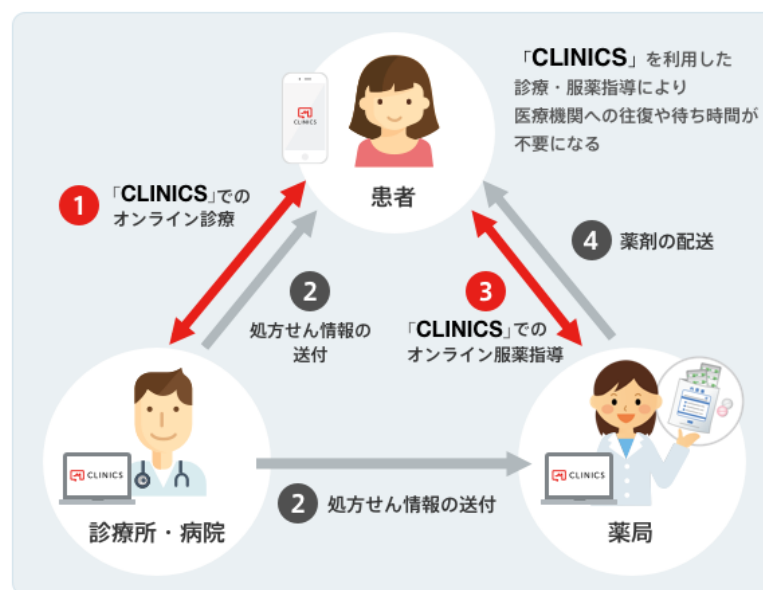 「CLINICS」を利用した
診療・服薬指導により
医療機関への往復や待ち時間が
不要になる
CLINICS
患者
1 「CLINICS」での
オンライン診療
2
処方せん情報の
送付
3
「CLINICS」での
オンライン服薬指導
4 薬剤の配送
CLINICS
診療所・病院
2 処方せん情報の送付
CLINICS
薬局